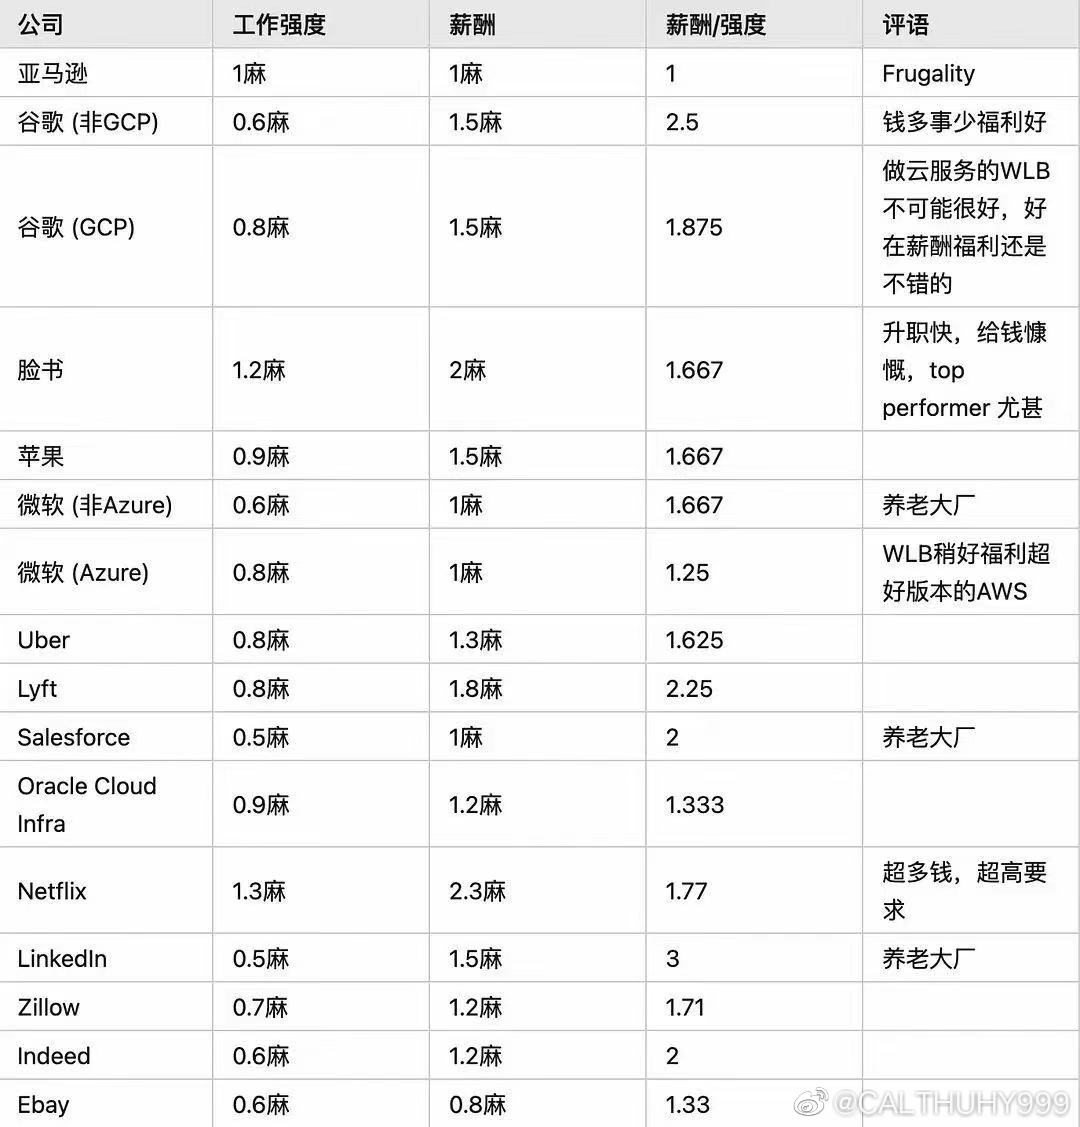 公司 工作强度 薪酬 薪酬/强度 评语
亚马逊 1麻 1麻 1 Frugality
谷歌 (非GCP) 0.6麻 1.5麻 2.5 钱多事少福利好
谷歌 (GCP) 0.8麻 1.5麻 1.875 做云服务的WLB
不可能很好，好
在薪酬福利还是
不错的
脸书 1.2麻 2麻 1.667 升职快，给钱慷
慨，top
performer 尤甚
苹果 0.9麻 1.5麻 1.667
微软 (非Azure) 0.6麻 1麻 1.667 养老大厂
微软 (Azure) 0.8麻 1麻 1.25 WLB稍好福利超
好版本的AWS
Uber 0.8麻 1.3麻 1.625
Lyft 0.8麻 1.8麻 2.25
Salesforce 0.5麻 1麻 2 养老大厂
Oracle Cloud
Infra 0.9麻 1.2麻 1.333
Netflix 1.3麻 2.3麻 1.77 超多钱，超高要
求
LinkedIn 0.5麻 1.5麻 3 养老大厂
Zillow 0.7麻 1.2麻 1.71
Indeed 0.6麻 1.2麻 2
Ebay 0.6麻 0.8麻 1.33
@CALTHUHY999